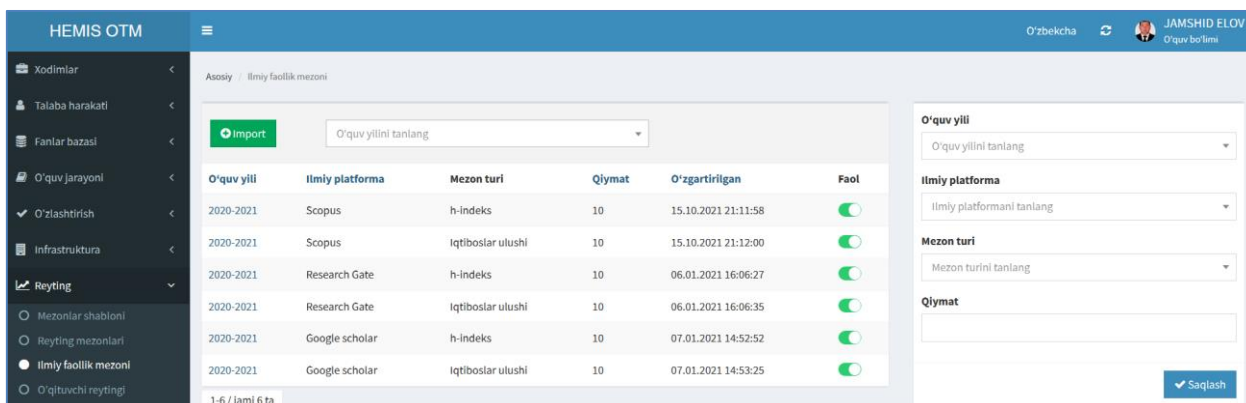 HEMIS OTM
O'zbekcha
JAMSHID ELOV
O'quv bo'limi
Xodimlar
Talaba harakati
Fanlar bazasi
O'quv jarayoni
O'zlashtirish
Infrastruktura
Reyting
Mezonlar shabloni
Reyting mezonlari
Ilmiy faollik mezoni
O'qituvchi reytingi
Asosiy / Ilmiy faollik mezoni
Import
O'quv yilini tanlang
O‘quv yili Ilmiy platforma Mezon turi Qiymat O‘zgartirilgan Faol
2020-2021 Scopus h-indeks 10 15.10.2021 21:11:58
2020-2021 Scopus Iqtiboslar ulushi 10 15.10.2021 21:12:00
2020-2021 Research Gate h-indeks 10 06.01.2021 16:06:27
2020-2021 Research Gate Iqtiboslar ulushi 10 06.01.2021 16:06:35
2020-2021 Google scholar h-indeks 10 07.01.2021 14:52:52
2020-2021 Google scholar Iqtiboslar ulushi 10 07.01.2021 14:53:25
1-6 / jami 6 ta
O‘quv yili
O'quv yilini tanlang
Ilmiy platforma
Ilmiy platformani tanlang
Mezon turi
Mezon turini tanlang
Qiymat
Saqlash